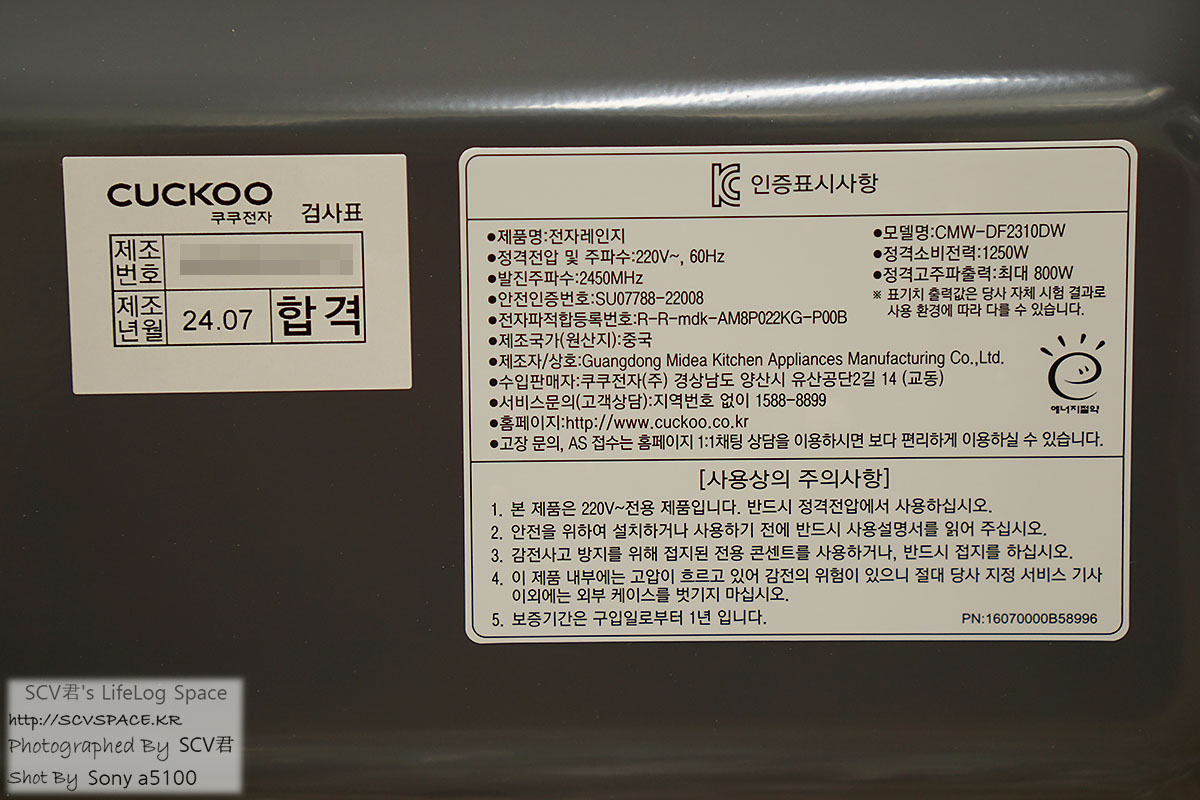 CUCKOO
쿠쿠전자 검사표
제조
번호
제조
년월
24.07
합격
인증표시사항
●제품명:전자레인지
●정격전압 및 주파수:220V~, 60Hz
●발진주파수:2450MHz
●안전인증번호:SU07788-22008
●전자파적합등록번호:R-R-mdk-AM8P022KG-P00B
●제조국가(원산지):중국
●제조자/상호:Guangdong Midea Kitchen Appliances Manufacturing Co.,Ltd.
●수입판매자:쿠쿠전자(주) 경상남도 양산시 유산공단2길 14 (교동)
●서비스문의(고객상담):지역번호 없이 1588-8899
●홈페이지:http://www.cuckoo.co.kr
●고장 문의, AS 접수는 홈페이지 1:1채팅 상담을 이용하시면 보다 편리하게 이용하실 수 있습니다.
●모델명:CMW-DF2310DW
●정격소비전력:1250W
●정격고주파출력:최대 800W
※ 표기치 출력값은 당사 자체 시험 결과로
사용 환경에 따라 다를 수 있습니다.
에너지절약
[사용상의 주의사항]
1. 본 제품은 220V~전용 제품입니다. 반드시 정격전압에서 사용하십시오.
2. 안전을 위하여 설치하거나 사용하기 전에 반드시 사용설명서를 읽어 주십시오.
3. 감전사고 방지를 위해 접지된 전용 콘센트를 사용하거나, 반드시 접지를 하십시오.
4. 이 제품 내부에는 고압이 흐르고 있어 감전의 위험이 있으니 절대 당사 지정 서비스 기사
이외에는 외부 케이스를 벗기지 마십시오.
5. 보증기간은 구입일로부터 1년 입니다.
PN:16070000B58996
SCV君's LifeLog Space
http://SCVSPACE.KR
Photographed By SCV君
Shot By Sony a5100